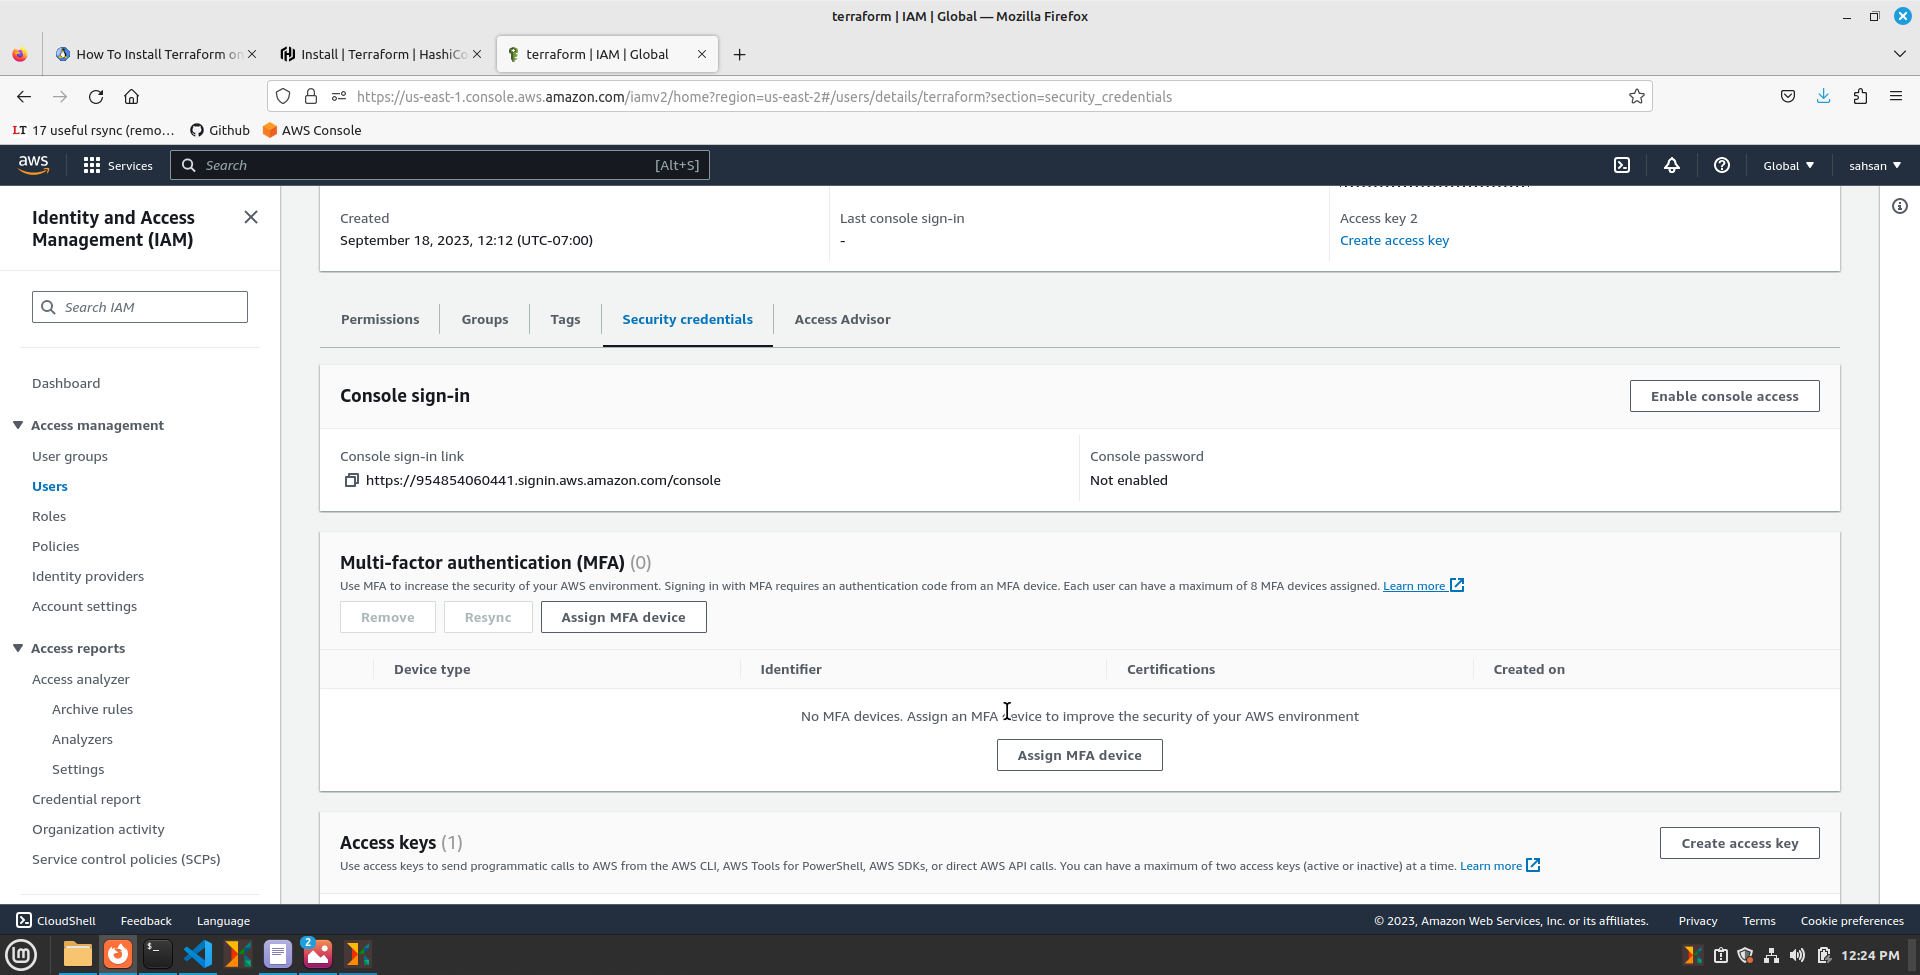 terraform | IAM | Global — Mozilla Firefox
How To Install Terraform on
Install | Terraform | HashiCo
terraform | IAM | Global
https://us-east-1.console.aws.amazon.com/iamv2/home?region=us-east-2#/users/details/terraform?section=security_credentials
LT 17 useful rsync (remo…
Github
AWS Console
aws
Services
Search
[Alt+S]
Global
sahsan
Identity and Access
Management (IAM)
Search IAM
Dashboard
Access management
User groups
Users
Roles
Policies
Identity providers
Account settings
Access reports
Access analyzer
Archive rules
Analyzers
Settings
Credential report
Organization activity
Service control policies (SCPs)
Created
September 18, 2023, 12:12 (UTC-07:00)
Last console sign-in
-
Access key 2
Create access key
Permissions
Groups
Tags
Security credentials
Access Advisor
Console sign-in
Enable console access
Console sign-in link
https://954854060441.signin.aws.amazon.com/console
Console password
Not enabled
Multi-factor authentication (MFA) (0)
Use MFA to increase the security of your AWS environment. Signing in with MFA requires an authentication code from an MFA device. Each user can have a maximum of 8 MFA devices assigned. Learn more
Remove
Resync
Assign MFA device
Device type
Identifier
Certifications
Created on
No MFA devices. Assign an MFA device to improve the security of your AWS environment
Assign MFA device
Access keys (1)
Create access key
Use access keys to send programmatic calls to AWS from the AWS CLI, AWS Tools for PowerShell, AWS SDKs, or direct AWS API calls. You can have a maximum of two access keys (active or inactive) at a time. Learn more
CloudShell
Feedback
Language
© 2023, Amazon Web Services, Inc. or its affiliates.
Privacy
Terms
Cookie preferences
2
12:24 PM